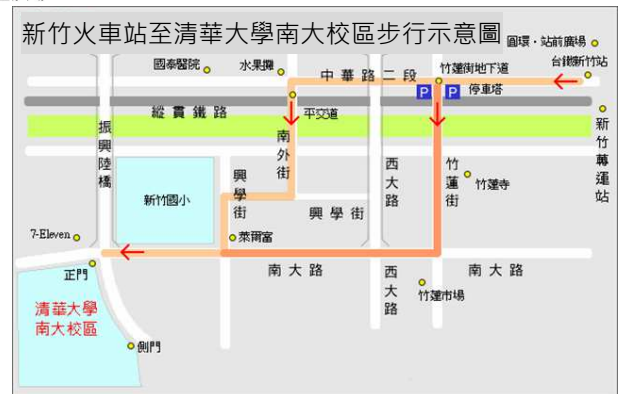 新竹火車站至清華大學南大校區步行示意圖
圓環·站前廣場
國泰醫院
水果攤
中華路二段
竹蓮街地下道
台鐵新竹站
P
P
停車塔
縱貫鐵路
平交道
振興陸橋
南外街
新竹轉運站
西大路
竹蓮街
竹蓮寺
新竹國小
興學街
興學街
7-Eleven
萊爾富
正門
南大路
西大路
南大路
竹蓮市場
清華大學
南大校區
側門